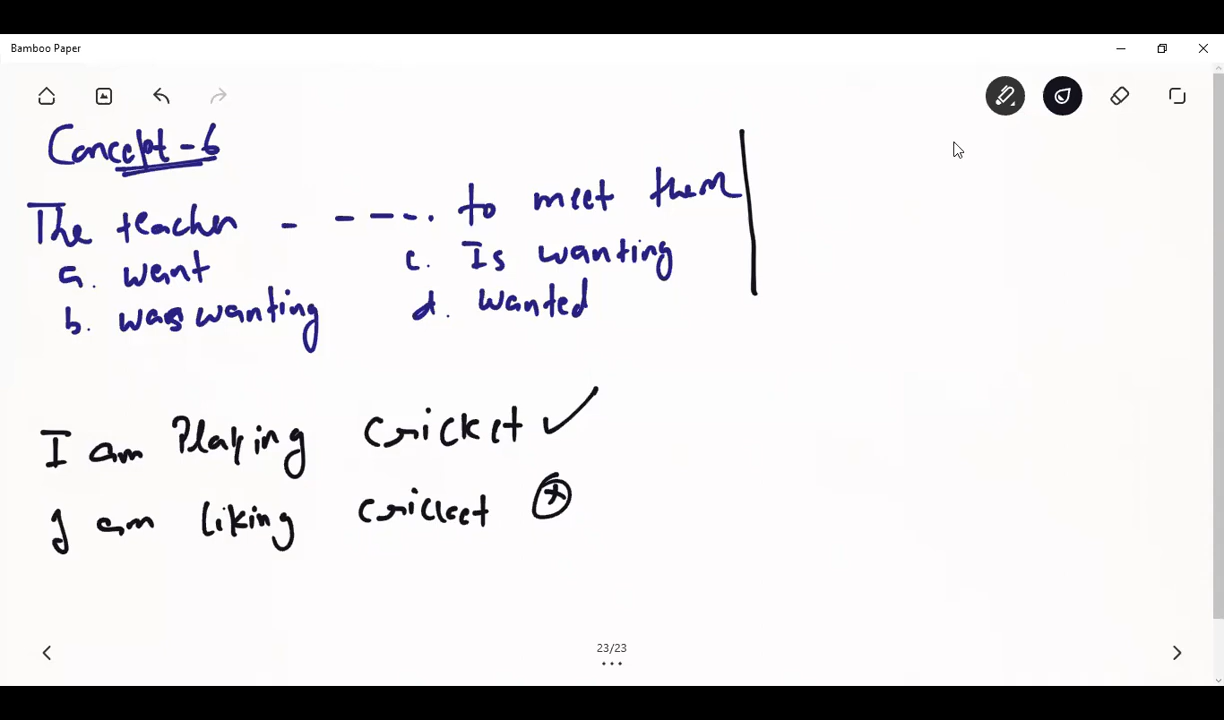 Bamboo Paper
Concept - 6
The teacher - - - - - . to meet them
a. want c. Is wanting
b. was wanting d. wanted
I am Playing cricket ✓
I am liking cricket
23/23